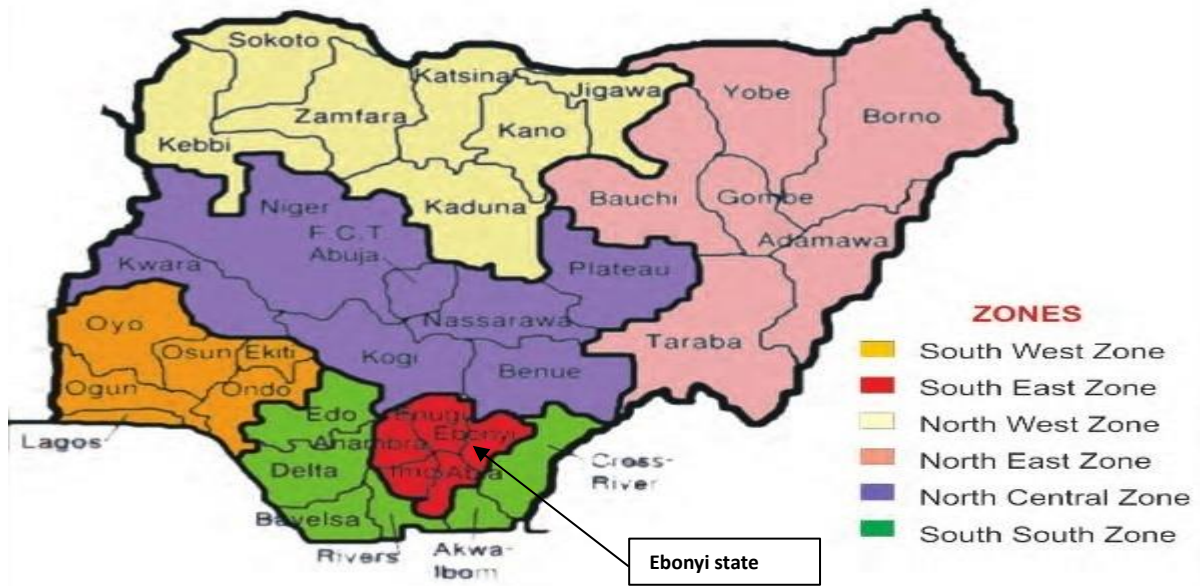 Sokoto
Katsina
Jigawa
Yobe
Borno
Zamfara
Kano
Kebbi
Bauchi
Gombe
Kaduna
Niger
F.C.T
Abuja
Adamawa
Kwara
Plateau
Nassarawa
Taraba
Oyo
Osun
Ekiti
Kogi
Benue
Ogun
Ondo
Lagos
Edo
Enugu
Ebonyi
Anambra
Delta
Imo
Abia
Cross-
River
Bayelsa
Rivers
Akwa-
Ibom
Ebonyi state
ZONES
South West Zone
South East Zone
North West Zone
North East Zone
North Central Zone
South South Zone